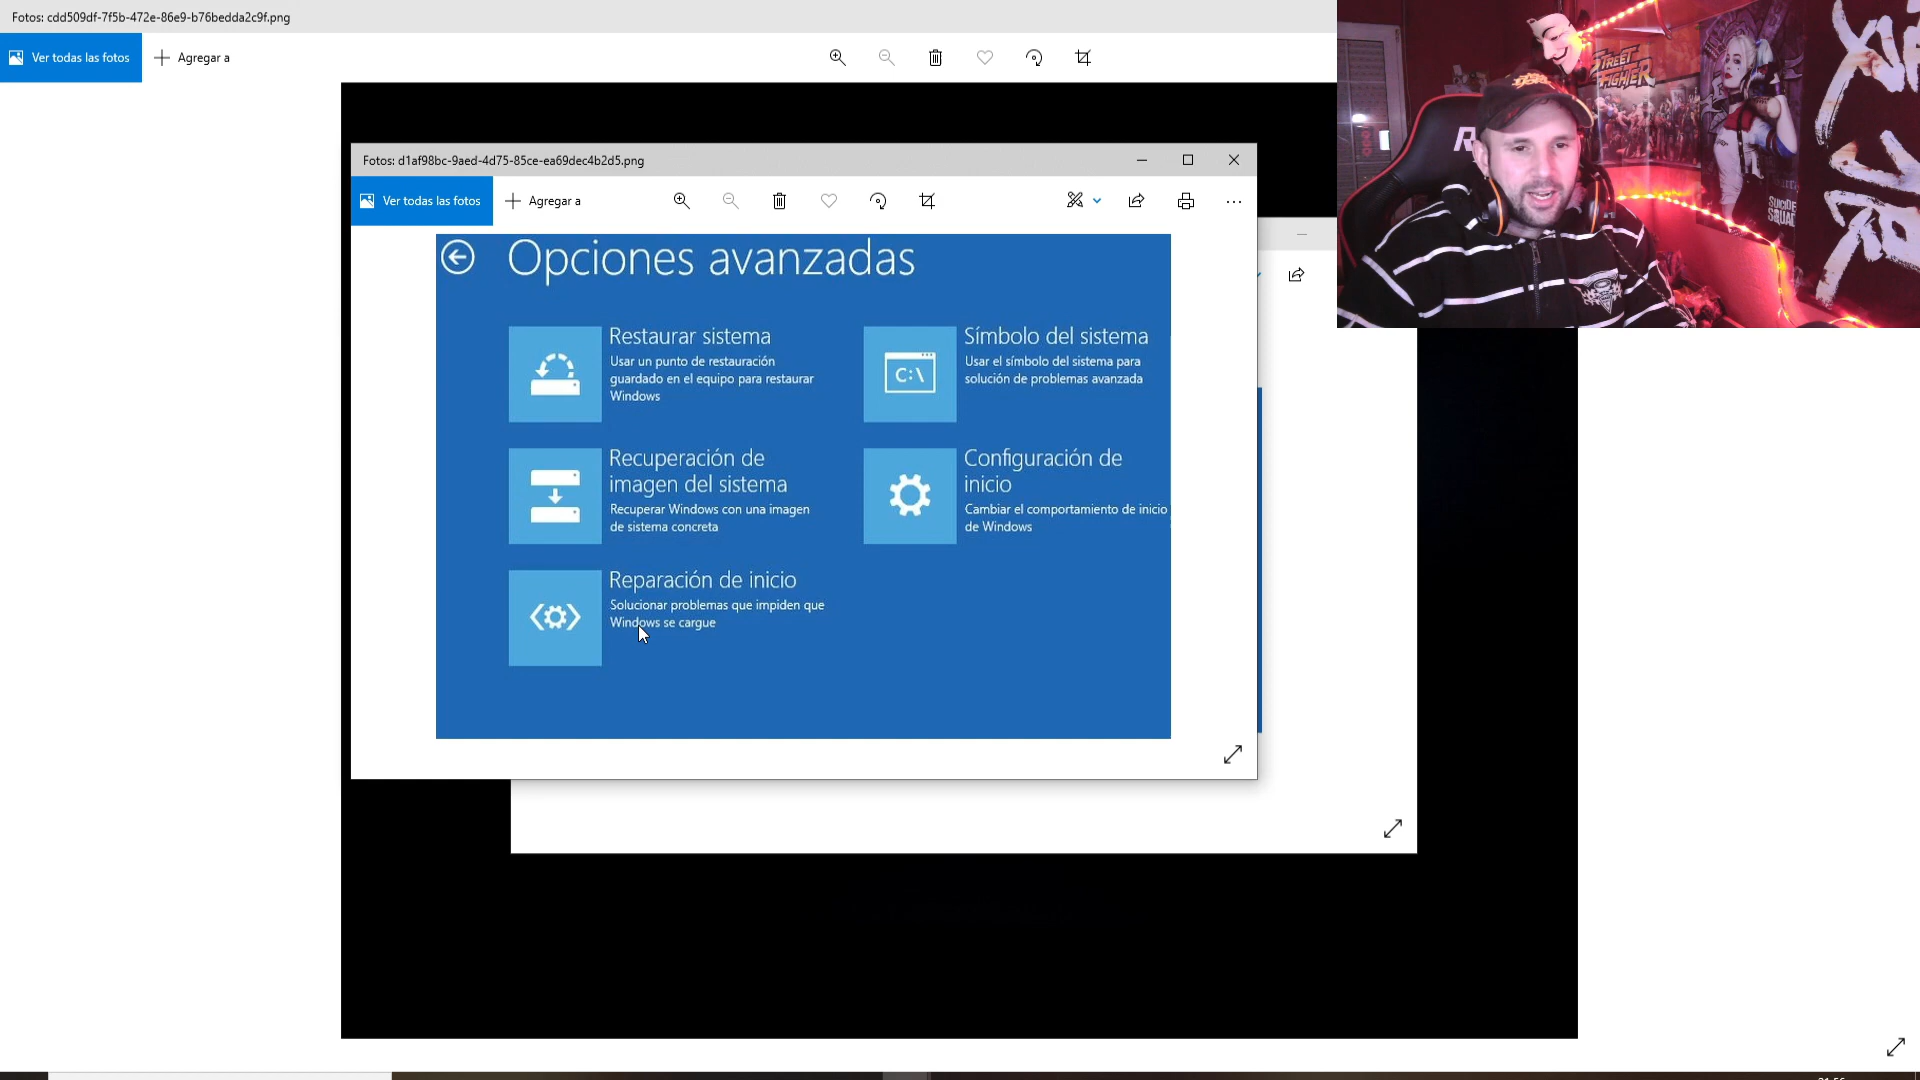 Fotos: cdd509df-7f5b-472e-86e9-b76bedda2c9f.png
Ver todas las fotos
Agregar a
Fotos: d1af98bc-9aed-4d75-85ce-ea69dec4b2d5.png
Ver todas las fotos
Agregar a
Opciones avanzadas
Restaurar sistema
Usar un punto de restauración
guardado en el equipo para restaurar
Windows
Símbolo del sistema
Usar el símbolo del sistema para
solución de problemas avanzada
C:\
Recuperación de
imagen del sistema
Recuperar Windows con una imagen
de sistema concreta
Configuración de
inicio
Cambiar el comportamiento de inicio
de Windows
Reparación de inicio
Solucionar problemas que impiden que
Windows se cargue
STREET
FIGHTER
SUICIDE
SQUAD